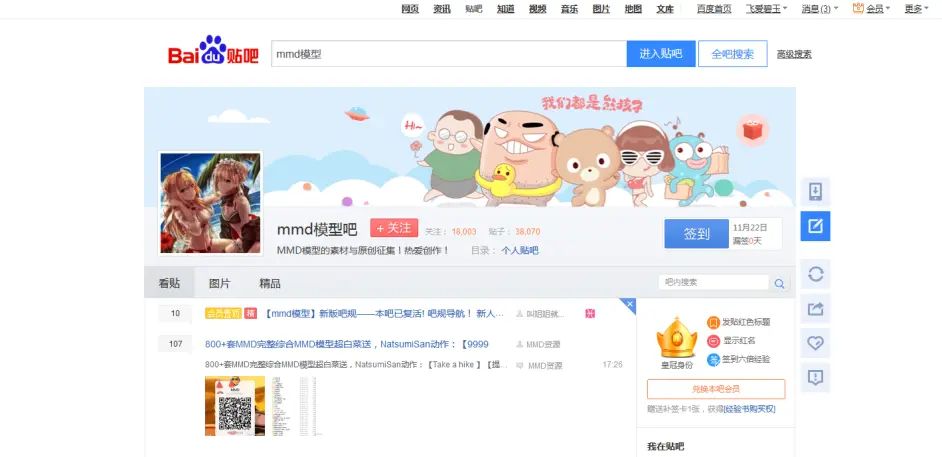 网页 资讯 贴吧 知道 视频 音乐 图片 地图 文库 百度首页 飞爱碧王 消息(3) 会员 更多
Bai du 贴吧 mmd模型 进入贴吧 全吧搜索 高级搜索
我们都是熊孩子
Hi~
mmd模型吧 + 关注 关注: 18,003 贴子: 38,070
MMD模型的素材与原创征集！热爱创作！ 目录: 个人贴吧
签到 11月22日
漏签0天
看贴 图片 精品 吧内搜索
10 精 【mmd模型】新版吧规——本吧已复活! 吧规导航！ 新人... 叫姐姐就...
107 800+套MMD完整综合MMD模型超白菜送，NatsumiSan动作：【9999 MMD资源
800+套MMD完整综合MMD模型超白菜送，NatsumiSan动作：【Take a hike 】【提... MMD资源 17:26
皇冠身份
发贴红色标题
显示红名
签到六倍经验
兑换本吧会员
赠送补签卡1张，获得[经验书购买权]
我在贴吧